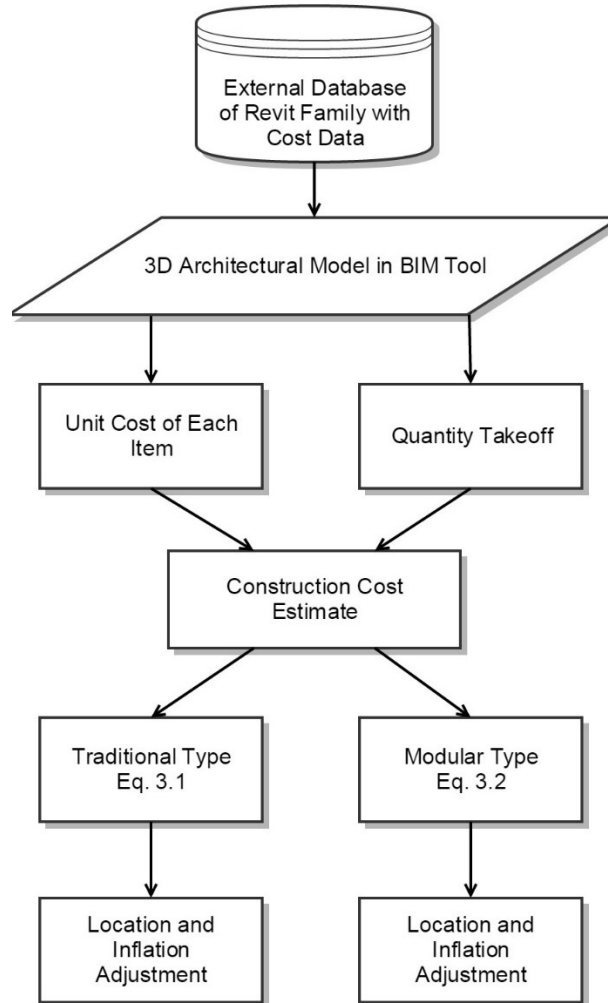 External Database
of Revit Family with
Cost Data
3D Architectural Model in BIM Tool
Unit Cost of Each
Item
Quantity Takeoff
Construction Cost
Estimate
Traditional Type
Eq. 3.1
Modular Type
Eq. 3.2
Location and
Inflation
Adjustment
Location and
Inflation
Adjustment